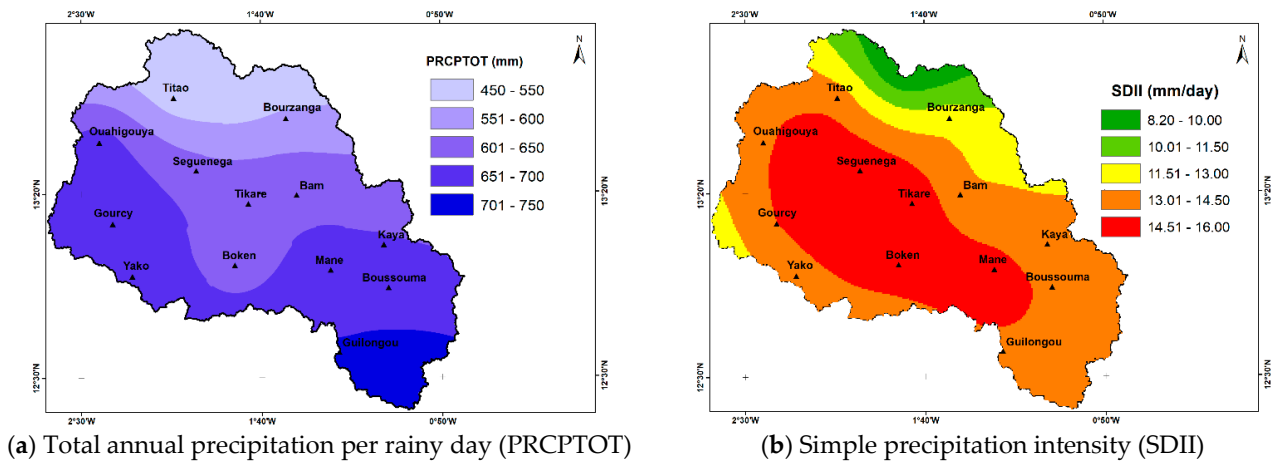 2°30'W 1°40'W 0°50'W
N
PRCPTOT (mm)
450 - 550
551 - 600
601 - 650
651 - 700
701 - 750
Titao
Bourzanga
Ouahigouya
Seguenega
Tikare
Bam
Gourcy
Kaya
Yako
Boken
Mane
Boussouma
Guilongou
13°20'N
12°30'N
13°20'N
12°30'N
2°30'W 1°40'W 0°50'W
2°30'W 1°40'W 0°50'W
N
SDII (mm/day)
8.20 - 10.00
10.01 - 11.50
11.51 - 13.00
13.01 - 14.50
14.51 - 16.00
Titao
Bourzanga
Ouahigouya
Seguenega
Tikare
Bam
Gourcy
Kaya
Yako
Boken
Mane
Boussouma
Guilongou
13°20'N
12°30'N
13°20'N
12°30'N
2°30'W 1°40'W 0°50'W
(a) Total annual precipitation per rainy day (PRCPTOT)
(b) Simple precipitation intensity (SDII)